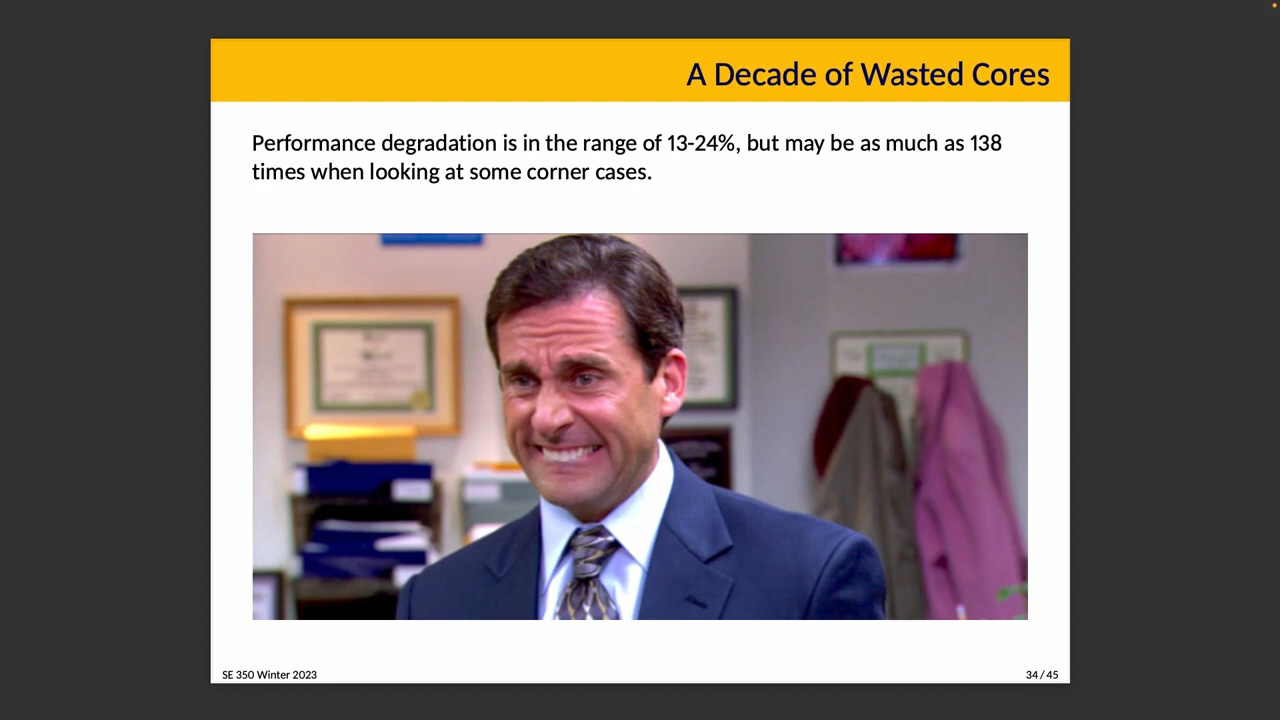 A Decade of Wasted Cores
Performance degradation is in the range of 13-24%, but may be as much as 138
times when looking at some corner cases.
SE 350 Winter 2023
34 / 45